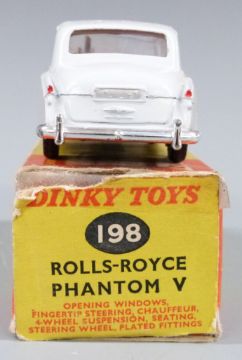 DINKY TOYS
198
ROLLS-ROYCE
PHANTOM V
OPENING WINDOWS,
FINGERTIP STEERING, CHAUFFEUR,
4-WHEEL SUSPENSION, SEATING,
STEERING WHEEL, PLATED FITTINGS